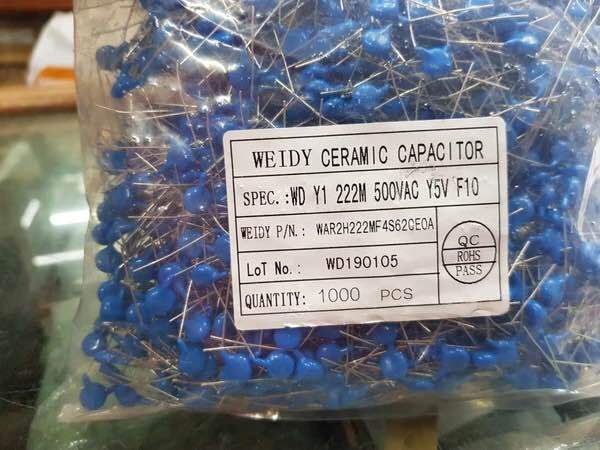 WEIDY CERAMIC CAPACITOR
SPEC.:WD Y1 222M 500VAC Y5V F10
WEIDY P/N.: WAR2H222MF4S62CE0A
LoT No.: WD190105
QUANTITY: 1000 PCS
QC
ROHS
PASS